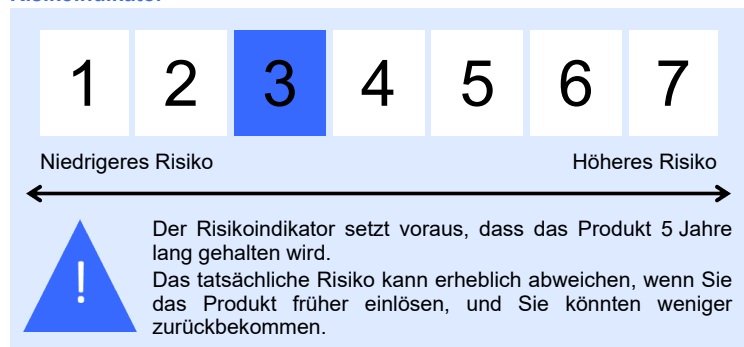 1 2 3 4 5 6 7
Niedrigeres Risiko Höheres Risiko
!
Der Risikoindikator setzt voraus, dass das Produkt 5 Jahre
lang gehalten wird.
Das tatsächliche Risiko kann erheblich abweichen, wenn Sie
das Produkt früher einlösen, und Sie könnten weniger
zurückbekommen.